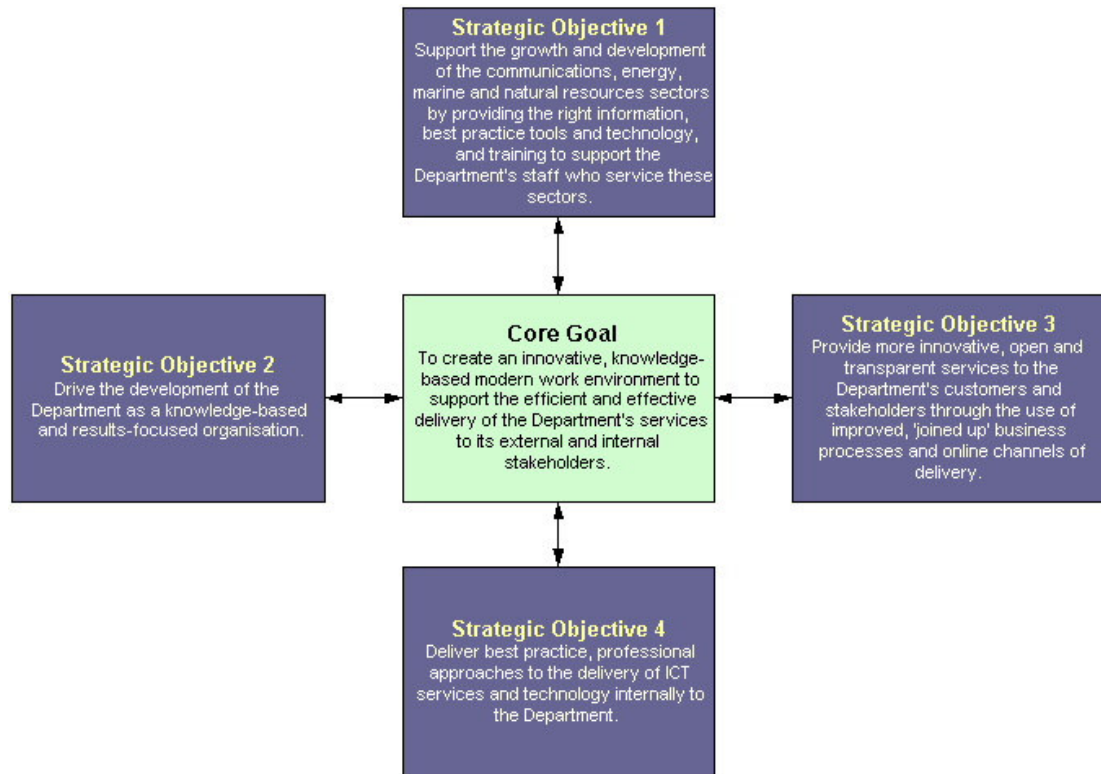 Strategic Objective 1
Support the growth and development
of the communications, energy,
marine and natural resources sectors
by providing the right information,
best practice tools and technology,
and training to support the
Department's staff who service these
sectors.
Strategic Objective 2
Drive the development of the
Department as a knowledge-based
and results-focused organisation.
Core Goal
To create an innovative, knowledge-
based modern work environment to
support the efficient and effective
delivery of the Department's services
to its external and internal
stakeholders.
Strategic Objective 3
Provide more innovative, open and
transparent services to the
Department's customers and
stakeholders through the use of
improved, 'joined up' business
processes and online channels of
delivery.
Strategic Objective 4
Deliver best practice, professional
approaches to the delivery of ICT
services and technology internally to
the Department.